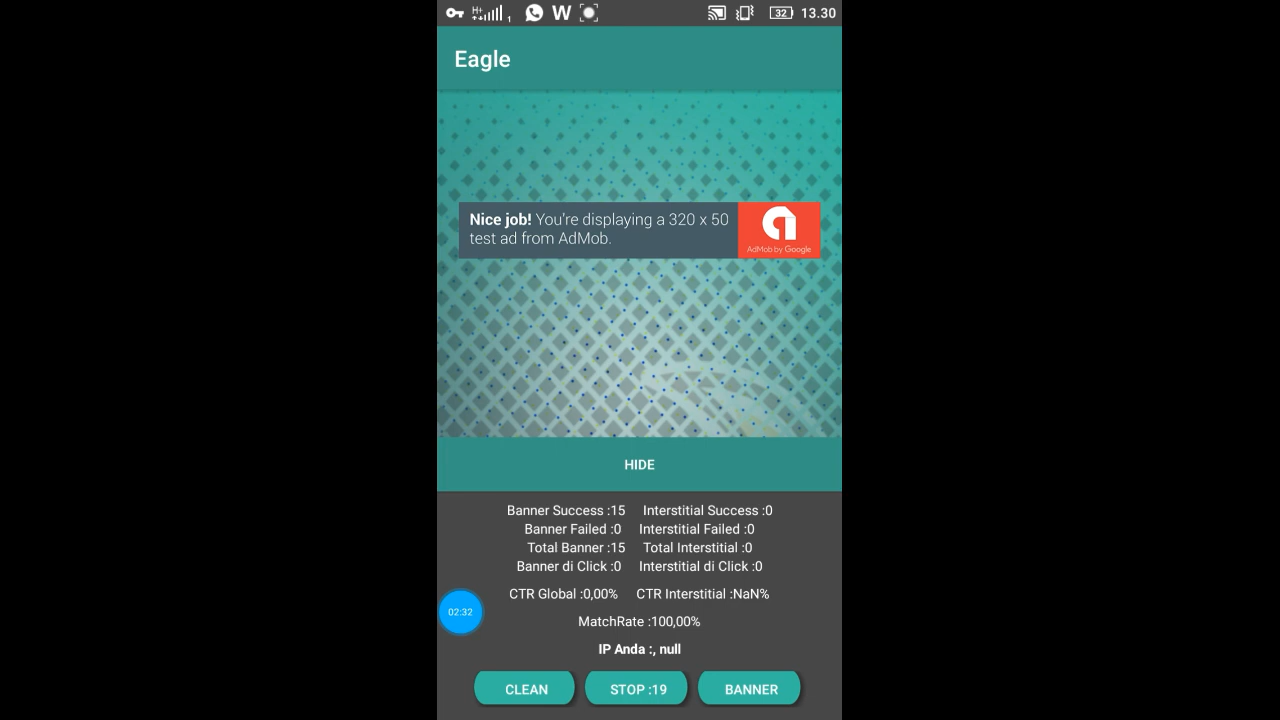 H+ 1 W 32 13.30
Eagle
Nice job! You're displaying a 320 x 50
test ad from AdMob.
AdMob by Google
HIDE
Banner Success :15 Interstitial Success :0
Banner Failed :0 Interstitial Failed :0
Total Banner :15 Total Interstitial :0
Banner di Click :0 Interstitial di Click :0
CTR Global :0,00% CTR Interstitial :NaN%
02:32
MatchRate :100,00%
IP Anda :, null
CLEAN STOP :19 BANNER